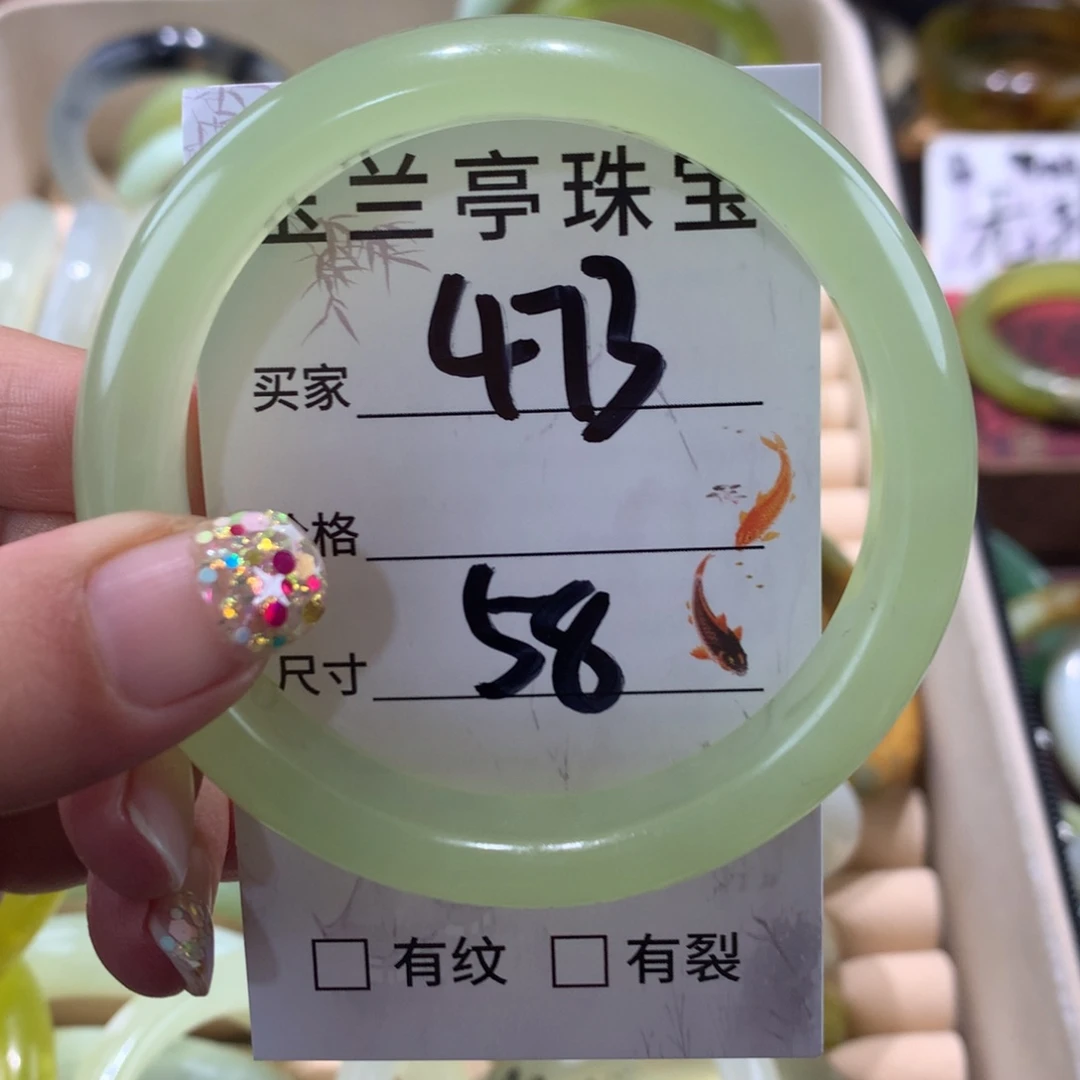 兰亭珠宝
买家 473
格
尺寸 58
□ 有纹 □ 有裂